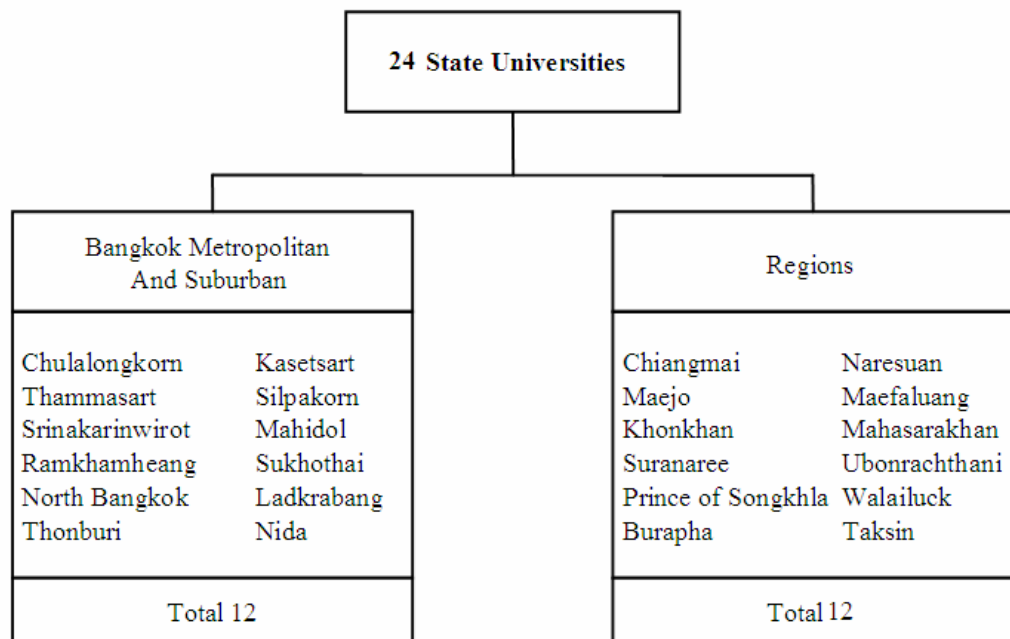 24 State Universities
Bangkok Metropolitan
And Suburban
Chulalongkorn Kasetsart
Thammasart Silpakorn
Srinakarinwirot Mahidol
Ramkhamheang Sukhothai
North Bangkok Ladkrabang
Thonburi Nida
Total 12
Regions
Chiangmai Naresuan
Maejo Maefaluang
Khonkhan Mahasarakhan
Suranaree Ubonrachthani
Prince of Songkhla Walailuck
Burapha Taksin
Total 12